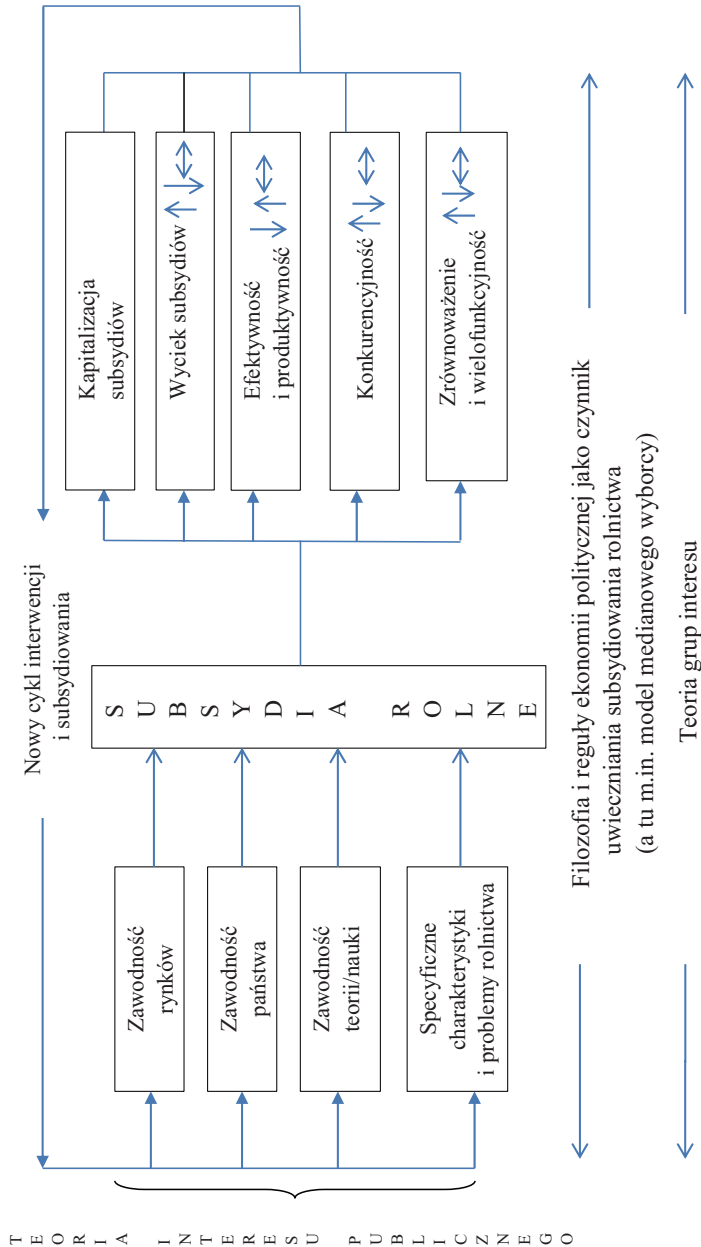 TEORIA INTERESU PUBLICZNEGO
Nowy cykl interwencji
i subsydiowania
Zawodność
rynków
Zawodność
państwa
Zawodność
teorii/nauki
Specyficzne
charakterystyki
i problemy rolnictwa
S
U
B
S
Y
D
I
A
R
O
L
N
E
Kapitalizacja
subsydiów
Wyciek subsydiów
Efektywność
i produktywność
Konkurencyjność
Zrównoważenie
i wielofunkcyjność
Filozofia i reguły ekonomii politycznej jako czynnik
uwieczniania subsydiowania rolnictwa
(a tu m.in. model medianowego wyborcy)
Teoria grup interesu